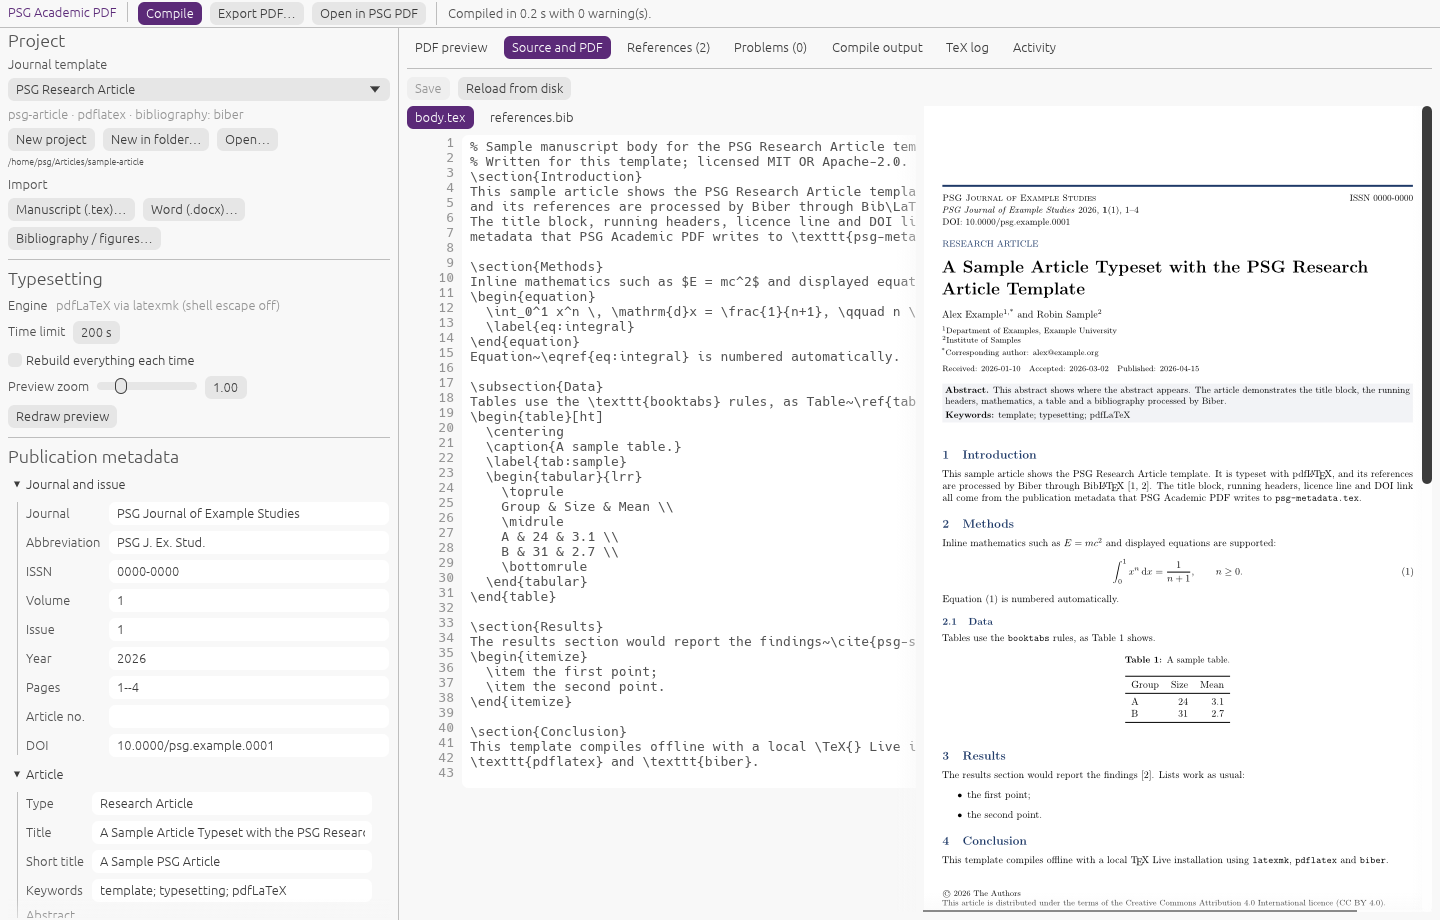 PSG Academic PDF
Compile
Export PDF...
Open in PSG PDF
Compiled in 0.2 s with 0 warning(s).
Project
Journal template
PSG Research Article
psg-article · pdflatex · bibliography: biber
New project
New in folder...
Open...
/home/psg/Articles/sample-article
Import
Manuscript (.tex)...
Word (.docx)...
Bibliography / figures...
Typesetting
Engine pdfLaTeX via latexmk (shell escape off)
Time limit 200 s
Rebuild everything each time
Preview zoom 1.00
Redraw preview
Publication metadata
Journal and issue
Journal PSG Journal of Example Studies
Abbreviation PSG J. Ex. Stud.
ISSN 0000-0000
Volume 1
Issue 1
Year 2026
Pages 1--4
Article no.
DOI 10.0000/psg.example.0001
Article
Type Research Article
Title A Sample Article Typeset with the PSG Researc
Short title A Sample PSG Article
Keywords template; typesetting; pdfLaTeX
Abstract
PDF preview
Source and PDF
References (2)
Problems (0)
Compile output
TeX log
Activity
Save
Reload from disk
body.tex
references.bib
1 % Sample manuscript body for the PSG Research Article tem
2 % Written for this template; licensed MIT OR Apache-2.0.
3 \section{Introduction}
4 This sample article shows the PSG Research Article templa
5 and its references are processed by Biber through Bib\LaT
6 The title block, running headers, licence line and DOI li
7 metadata that PSG Academic PDF writes to \texttt{psg-meta
8
9 \section{Methods}
10 Inline mathematics such as $E = mc^2$ and displayed equat
11 \begin{equation}
12 \int_0^1 x^n \, \mathrm{d}x = \frac{1}{n+1}, \qquad n \
13 \label{eq:integral}
14 \end{equation}
15 Equation~\eqref{eq:integral} is numbered automatically.
16
17 \subsection{Data}
18 Tables use the \texttt{booktabs} rules, as Table~\ref{tab
19 \begin{table}[ht]
20 \centering
21 \caption{A sample table.}
22 \label{tab:sample}
23 \begin{tabular}{lrr}
24 \toprule
25 Group & Size & Mean \\
26 \midrule
27 A & 24 & 3.1 \\
28 B & 31 & 2.7 \\
29 \bottomrule
30 \end{tabular}
31 \end{table}
32
33 \section{Results}
34 The results section would report the findings~\cite{psg-s
35 \begin{itemize}
36 \item the first point;
37 \item the second point.
38 \end{itemize}
39
40 \section{Conclusion}
41 This template compiles offline with a local \TeX{} Live i
42 \texttt{pdflatex} and \texttt{biber}.
43
PSG Journal of Example Studies ISSN 0000-0000
PSG Journal of Example Studies 2026, 1(1), 1–4
DOI: 10.0000/psg.example.0001
RESEARCH ARTICLE
A Sample Article Typeset with the PSG Research
Article Template
Alex Example1,* and Robin Sample2
1Department of Examples, Example University
2Institute of Samples
*Corresponding author: alex@example.org
Received: 2026-01-10 Accepted: 2026-03-02 Published: 2026-04-15
Abstract. This abstract shows where the abstract appears. The article demonstrates the title block, the running
headers, mathematics, a table and a bibliography processed by Biber.
Keywords: template; typesetting; pdfLaTeX
1 Introduction
This sample article shows the PSG Research Article template. It is typeset with pdfLaTeX, and its references
are processed by Biber through BibLaTeX [1, 2]. The title block, running headers, licence line and DOI link
all come from the publication metadata that PSG Academic PDF writes to psg-metadata.tex.
2 Methods
Inline mathematics such as E = mc² and displayed equations are supported:
∫₀¹ xⁿ dx = 1/(n+1), n ≥ 0. (1)
Equation (1) is numbered automatically.
2.1 Data
Tables use the booktabs rules, as Table 1 shows.
Table 1: A sample table.
Group Size Mean
A 24 3.1
B 31 2.7
3 Results
The results section would report the findings [2]. Lists work as usual:
• the first point;
• the second point.
4 Conclusion
This template compiles offline with a local TeX Live installation using latexmk, pdflatex and biber.
© 2026 The Authors
This article is distributed under the terms of the Creative Commons Attribution 4.0 International licence (CC BY 4.0).